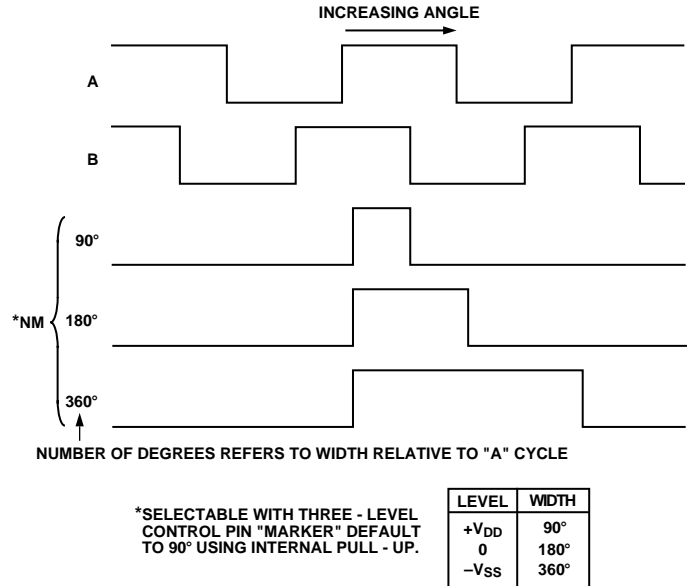 INCREASING ANGLE
A
B
90°
*NM
180°
360°
NUMBER OF DEGREES REFERS TO WIDTH RELATIVE TO "A" CYCLE
*SELECTABLE WITH THREE - LEVEL
CONTROL PIN "MARKER" DEFAULT
TO 90° USING INTERNAL PULL - UP.
LEVEL WIDTH
+VDD 90°
0 180°
–VSS 360°